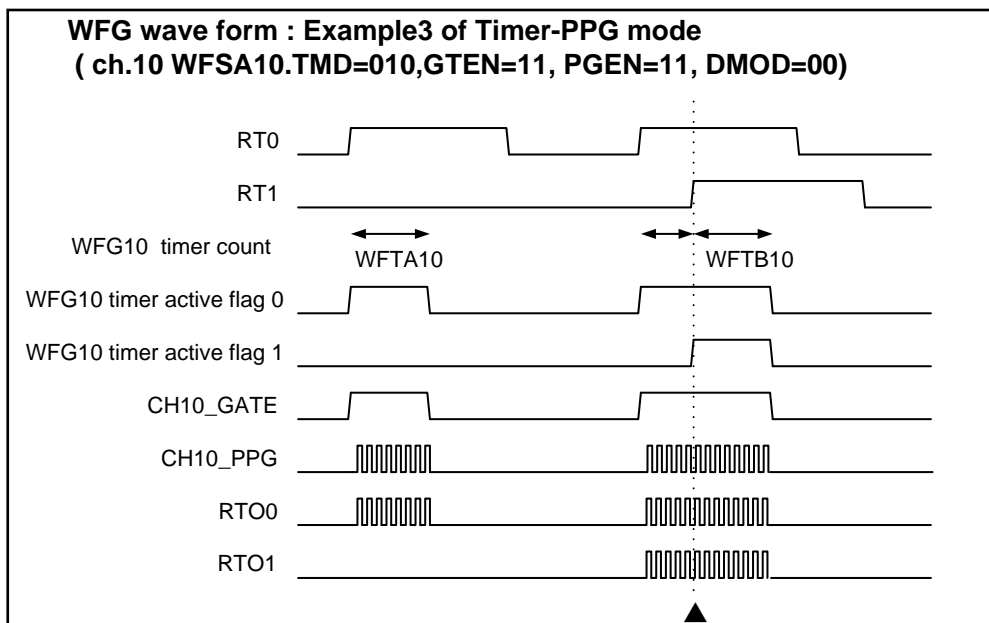 WFG wave form : Example3 of Timer-PPG mode
( ch.10 WFSA10.TMD=010,GTEN=11, PGEN=11, DMOD=00)
RT0
RT1
WFG10 timer count
WFTA10
WFTB10
WFG10 timer active flag 0
WFG10 timer active flag 1
CH10_GATE
CH10_PPG
RTO0
RTO1